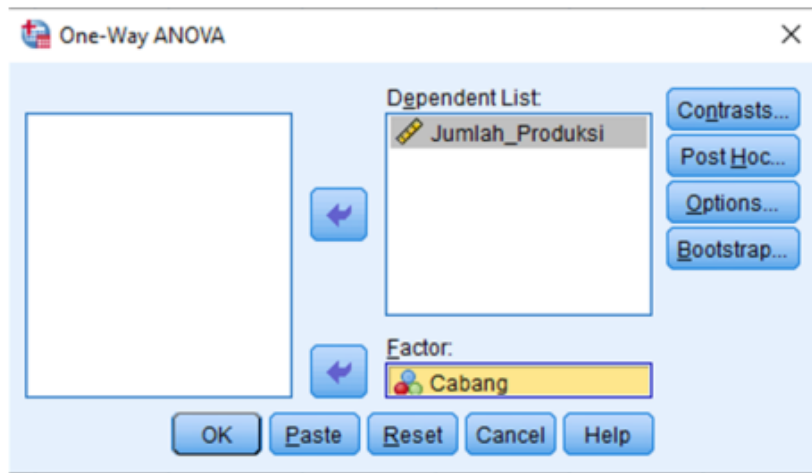 One-Way ANOVA
Dependent List:
Jumlah_Produksi
Contrasts...
Post Hoc...
Options...
Bootstrap...
Factor:
Cabang
OK Paste Reset Cancel Help